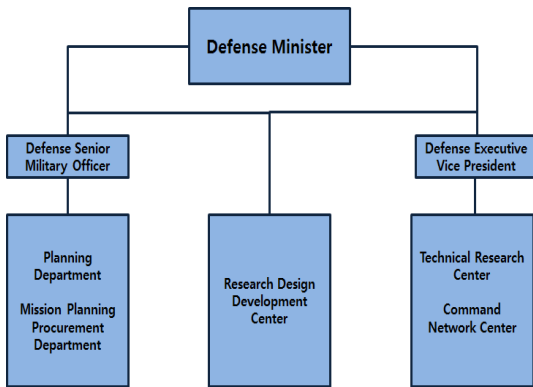 Defense Minister
Defense Senior
Military Officer
Defense Executive
Vice President
Planning
Department
Mission Planning
Procurement
Department
Research Design
Development
Center
Technical Research
Center
Command
Network Center